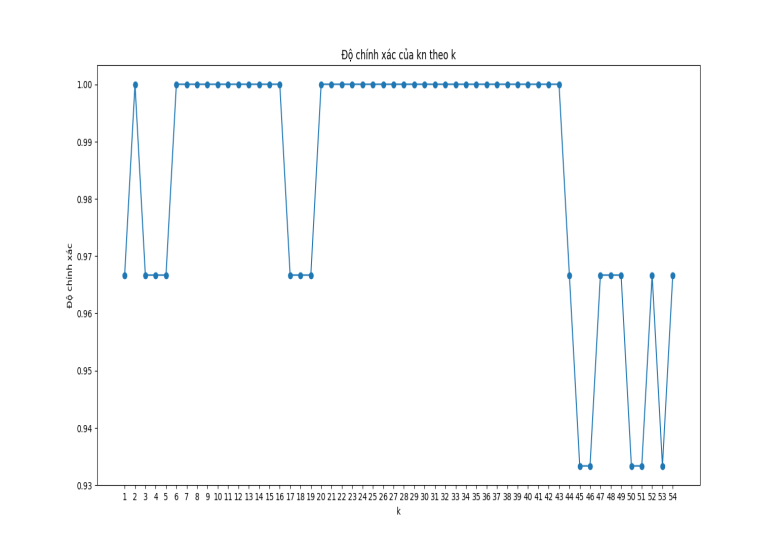 Độ chính xác của kn theo k
1.00
0.99
0.98
0.97
0.96
0.95
0.94
0.93
Độ chính xác
1 2 3 4 5 6 7 8 9 10 11 12 13 14 15 16 17 18 19 20 21 22 23 24 25 26 27 28 29 30 31 32 33 34 35 36 37 38 39 40 41 42 43 44 45 46 47 48 49 50 51 52 53 54
k